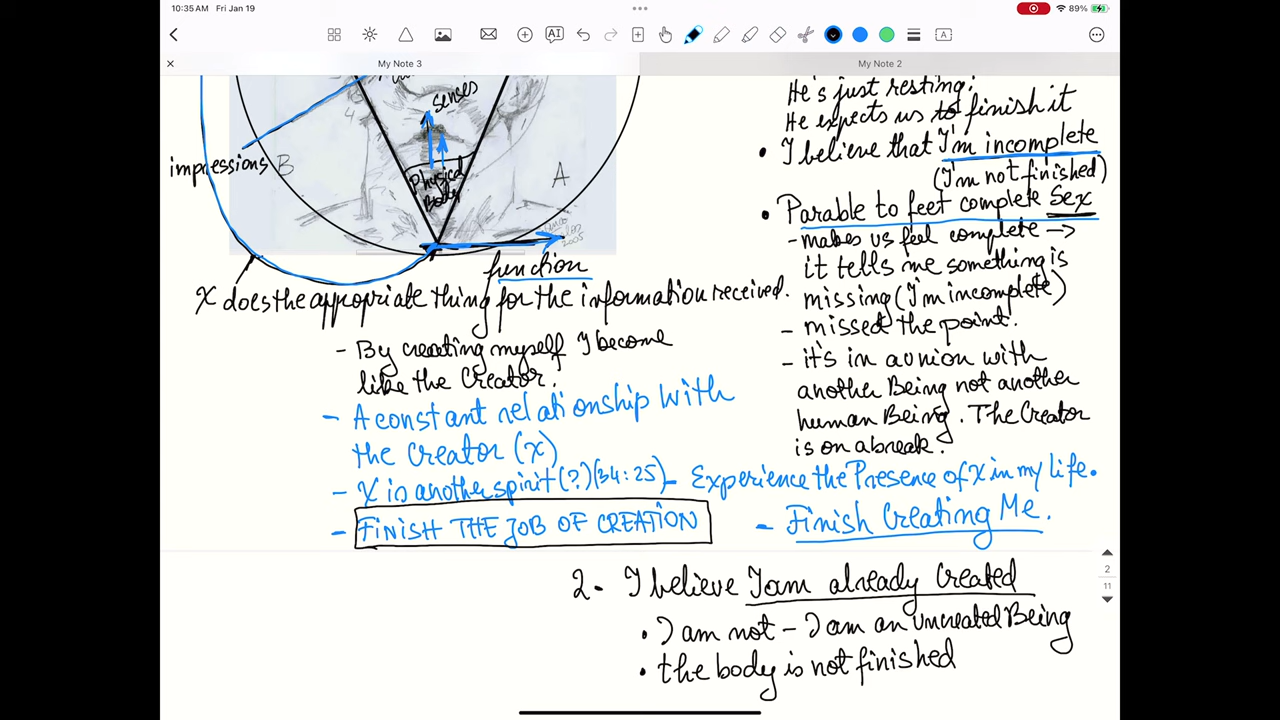 10:35 AM Fri Jan 19
89%
My Note 3
My Note 2
senses
impressions
B
Physical
Body
A
2005
function
X does the appropriate thing for the information received.
- By creating myself I become
like the Creator.
- A constant relationship with
the Creator (x)
- X is another spirit (?) (34:25)
- FINISH THE JOB OF CREATION
He's just resting;
He expects us to finish it
• I believe that I'm incomplete
(I'm not finished)
• Parable to feet complete Sex
- makes us feel complete →
it tells me something is
missing (I'm incomplete)
- missed the point.
- it's in a union with
another Being not another
human Being. The Creator
is on a break.
- Experience the Presence of X in my life.
- Finish Creating Me.
2
11
2- I believe I am already Created
• I am not - I am an uncreated Being
• the body is not finished